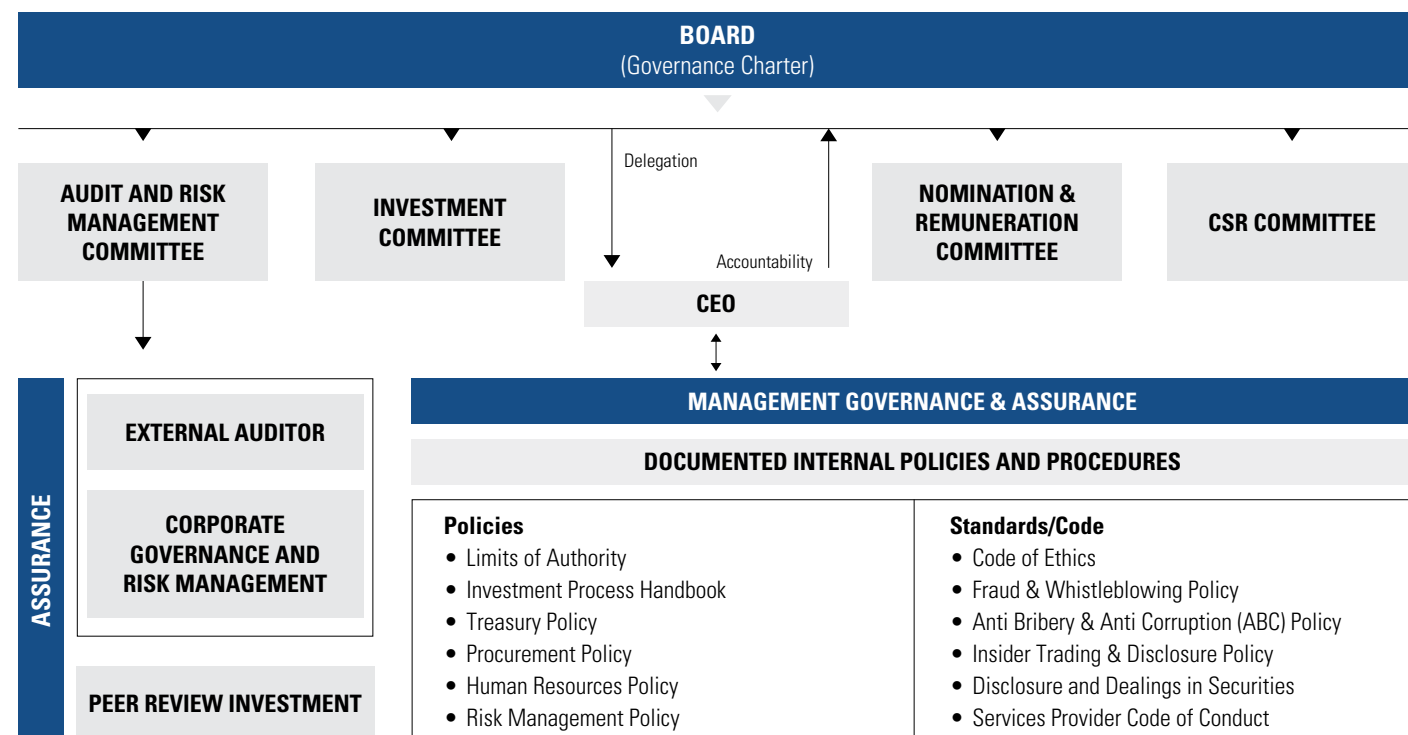 BOARD
(Governance Charter)
Delegation
AUDIT AND RISK
MANAGEMENT
COMMITTEE
INVESTMENT
COMMITTEE
NOMINATION &
REMUNERATION
COMMITTEE
CSR COMMITTEE
Accountability
CEO
ASSURANCE
EXTERNAL AUDITOR
CORPORATE
GOVERNANCE AND
RISK MANAGEMENT
PEER REVIEW INVESTMENT
MANAGEMENT GOVERNANCE & ASSURANCE
DOCUMENTED INTERNAL POLICIES AND PROCEDURES
Policies
• Limits of Authority
• Investment Process Handbook
• Treasury Policy
• Procurement Policy
• Human Resources Policy
• Risk Management Policy
Standards/Code
• Code of Ethics
• Fraud & Whistleblowing Policy
• Anti Bribery & Anti Corruption (ABC) Policy
• Insider Trading & Disclosure Policy
• Disclosure and Dealings in Securities
• Services Provider Code of Conduct